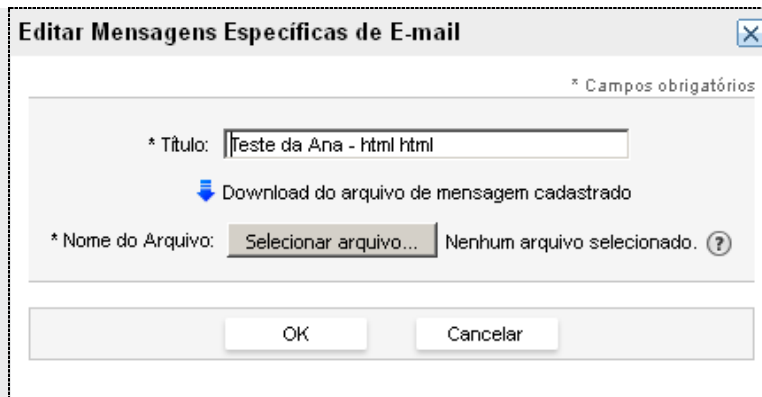 Editar Mensagens Específicas de E-mail
* Campos obrigatórios
* Título: Teste da Ana - html html
Download do arquivo de mensagem cadastrado
* Nome do Arquivo: Selecionar arquivo... Nenhum arquivo selecionado. ?
OK Cancelar